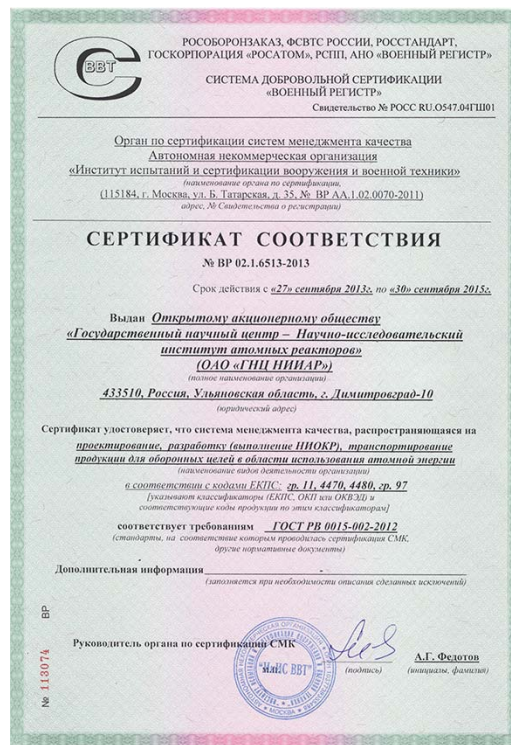 ВВТ
РОСОБОРОНЗАКАЗ, ФСВТС РОССИИ, РОССТАНДАРТ,
ГОСКОРПОРАЦИЯ «РОСАТОМ», РСПП, АНО «ВОЕННЫЙ РЕГИСТР»
СИСТЕМА ДОБРОВОЛЬНОЙ СЕРТИФИКАЦИИ
«ВОЕННЫЙ РЕГИСТР»
Свидетельство № РОСС RU.О547.04ГШ01
Орган по сертификации систем менеджмента качества
Автономная некоммерческая организация
«Институт испытаний и сертификации вооружения и военной техники»
(наименование органа по сертификации,
(115184, г. Москва, ул. Б. Татарская, д. 35, № ВР АА.1.02.0070-2011)
адрес, № Свидетельства о регистрации)
СЕРТИФИКАТ СООТВЕТСТВИЯ
№ ВР 02.1.6513-2013
Срок действия с «27» сентября 2013г. по «30» сентября 2015г.
Выдан Открытому акционерному обществу
«Государственный научный центр – Научно-исследовательский
институт атомных реакторов»
(ОАО «ГНЦ НИИАР»)
(полное наименование организации)
433510, Россия, Ульяновская область, г. Димитровград-10
(юридический адрес)
Сертификат удостоверяет, что система менеджмента качества, распространяющаяся на
проектирование, разработку (выполнение НИОКР), транспортирование
продукции для оборонных целей в области использования атомной энергии
(наименование видов деятельности организации)
в соответствии с кодами ЕКПС: гр. 11, 4470, 4480, гр. 97
[указывают классификаторы (ЕКПС, ОКП или ОКВЭД) и
соответствующие коды продукции по этим классификаторам]
соответствует требованиям ГОСТ РВ 0015-002-2012
(стандарты, на соответствие которым проводилась сертификация СМК,
другие нормативные документы)
Дополнительная информация -
(заполняется при необходимости описания сделанных исключений)
Руководитель органа по сертификации СМК
м.п.
"ИиИС ВВТ"
МОСКВА
(подпись)
А.Г. Федотов
(инициалы, фамилия)
№ 113074 ВР